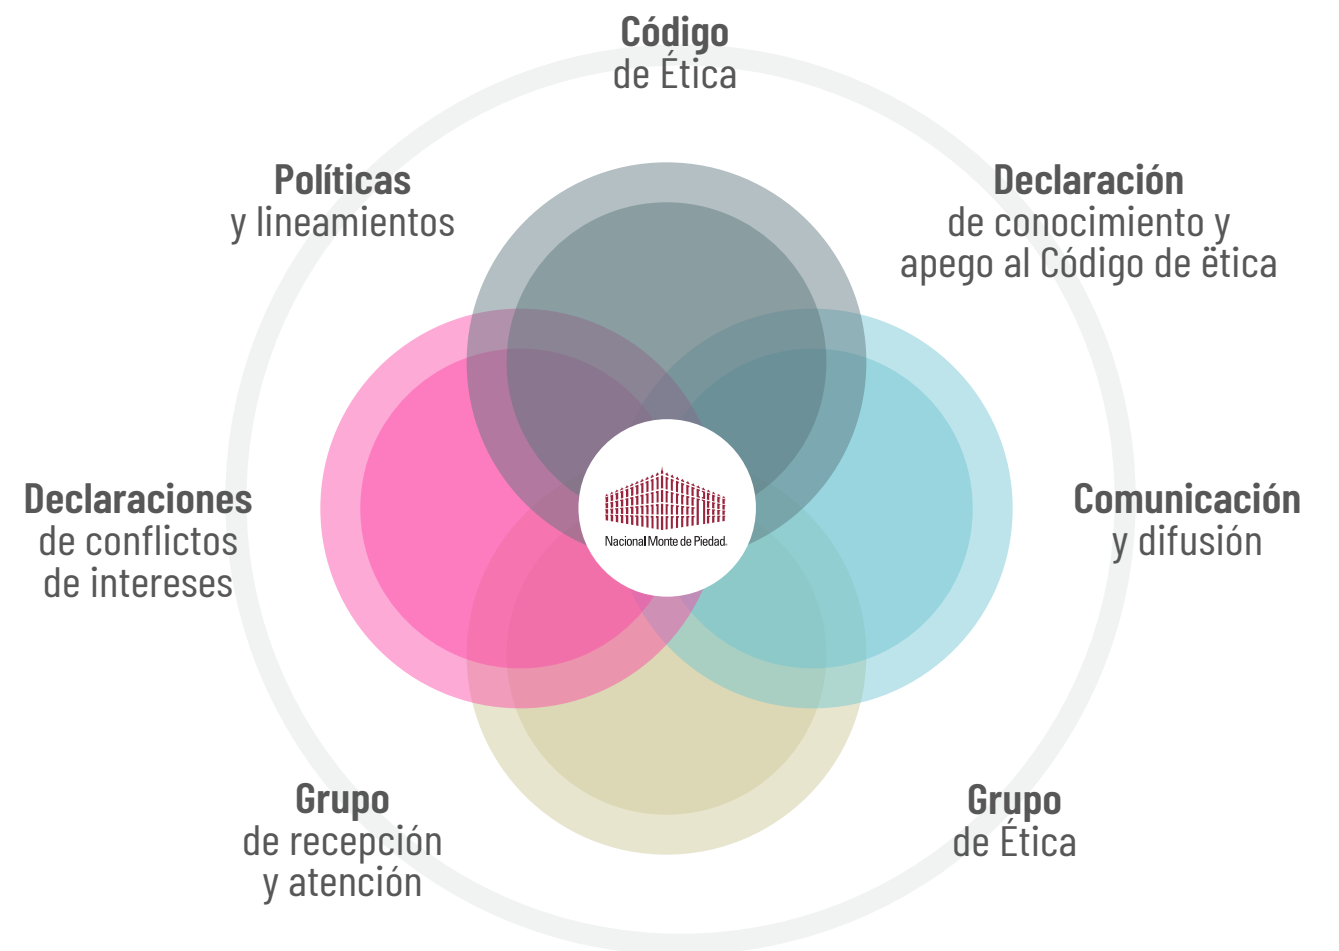 Código
de Ética
Políticas
y lineamientos
Declaración
de conocimiento y
apego al Código de ëtica
Declaraciones
de conflictos
de intereses
Nacional Monte de Piedad.
Comunicación
y difusión
Grupo
de recepción
y atención
Grupo
de Ética